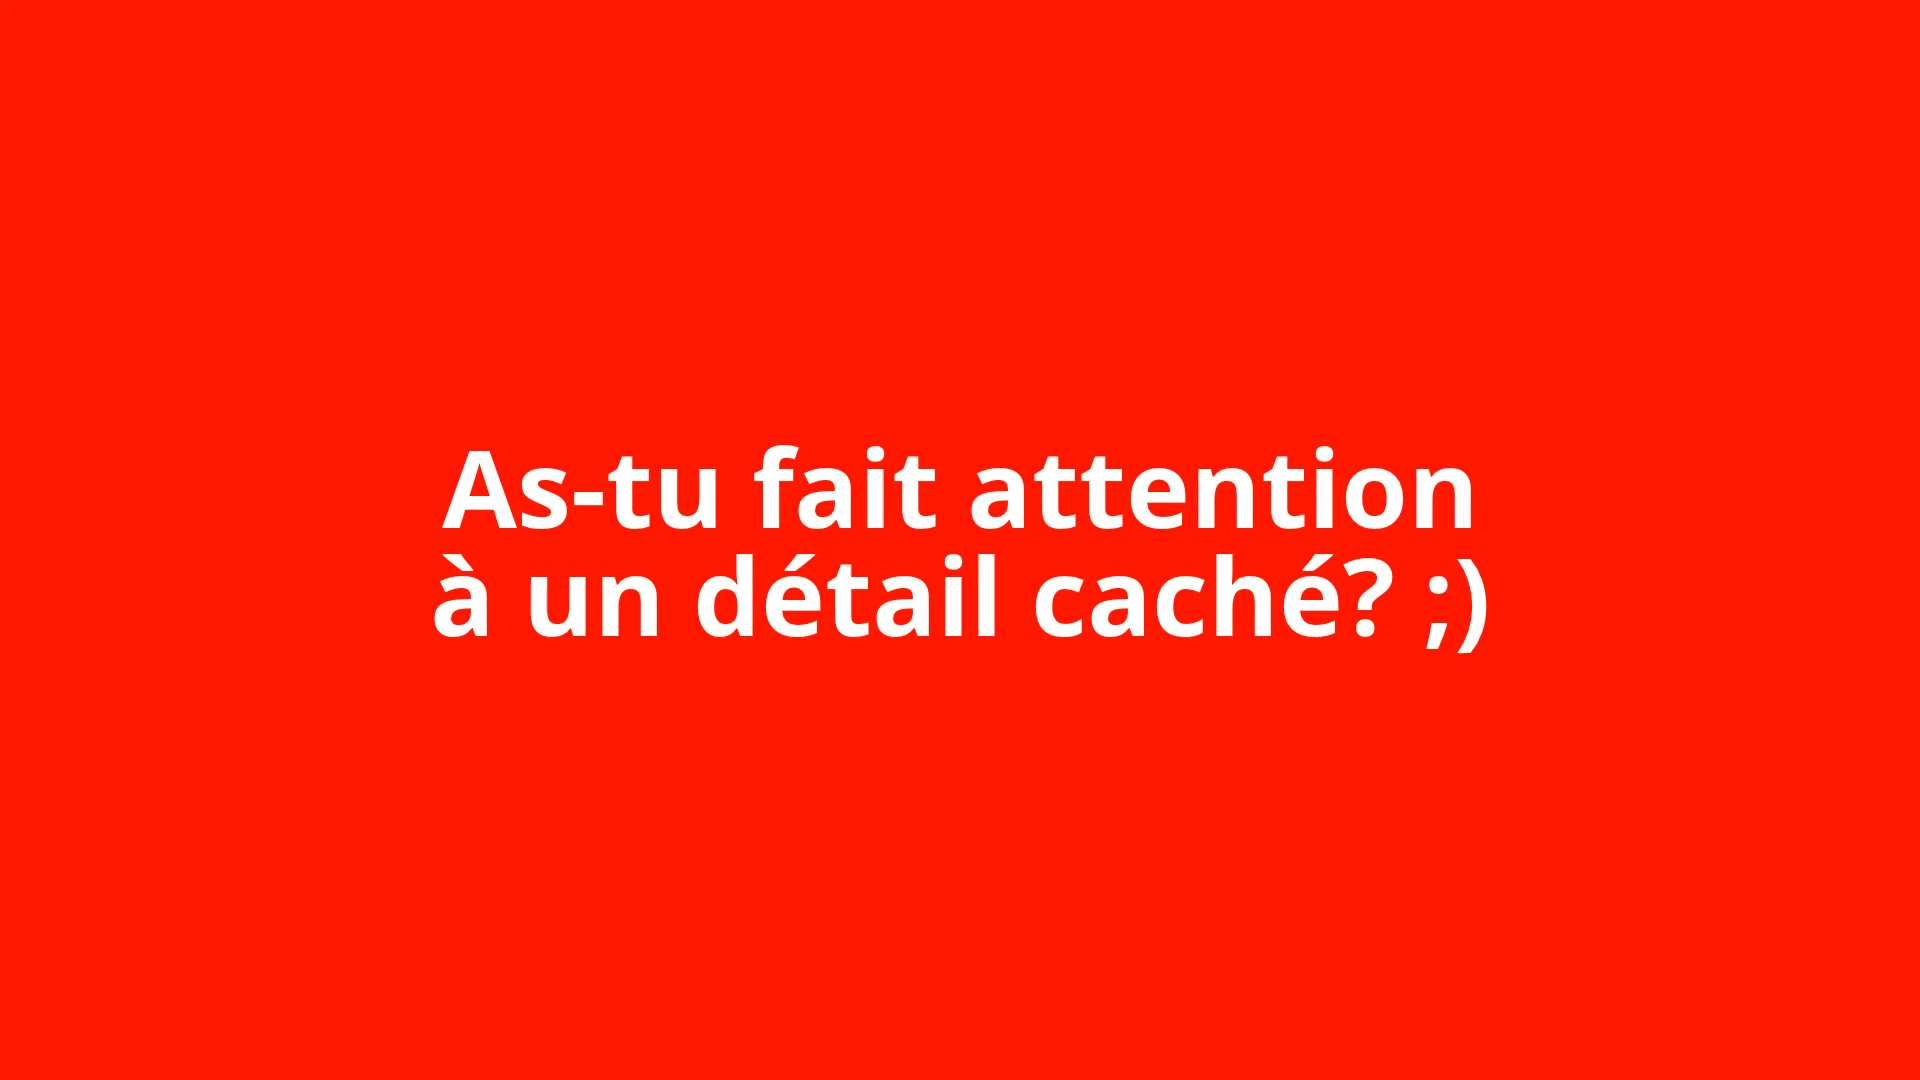 As-tu fait attention
à un détail caché? ;)